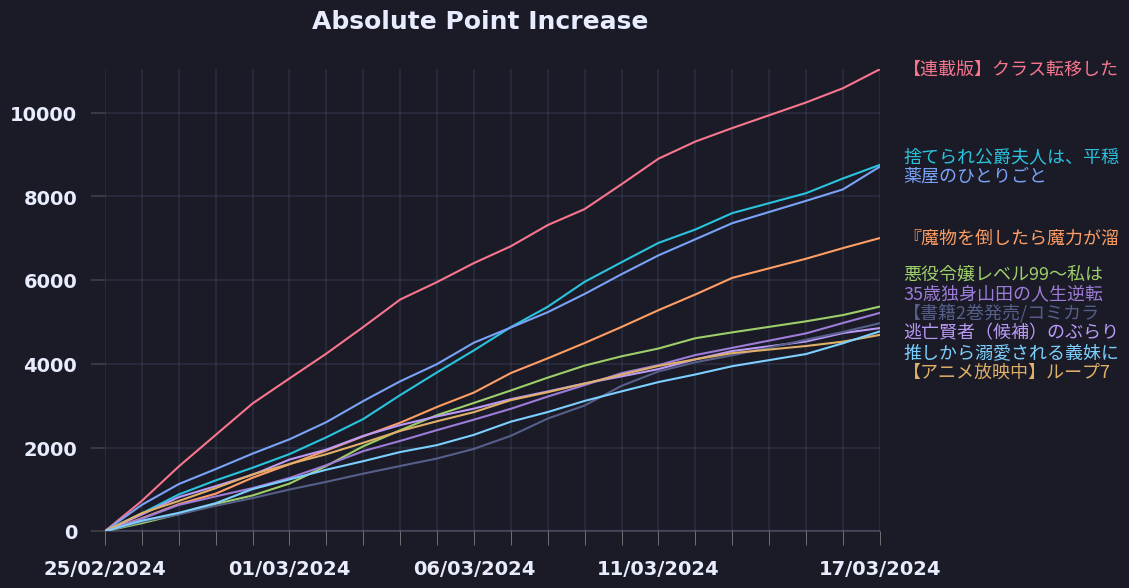 Absolute Point Increase
10000
8000
6000
4000
2000
0
25/02/2024
01/03/2024
06/03/2024
11/03/2024
17/03/2024
【連載版】クラス転移した
捨てられ公爵夫人は、平穏
薬屋のひとりごと
『魔物を倒したら魔力が溜
悪役令嬢レベル99～私は
35歳独身山田の人生逆転
【書籍2巻発売/コミカラ
逃亡賢者（候補）のぶらり
推しから溺愛される義妹に
【アニメ放映中】ループ7